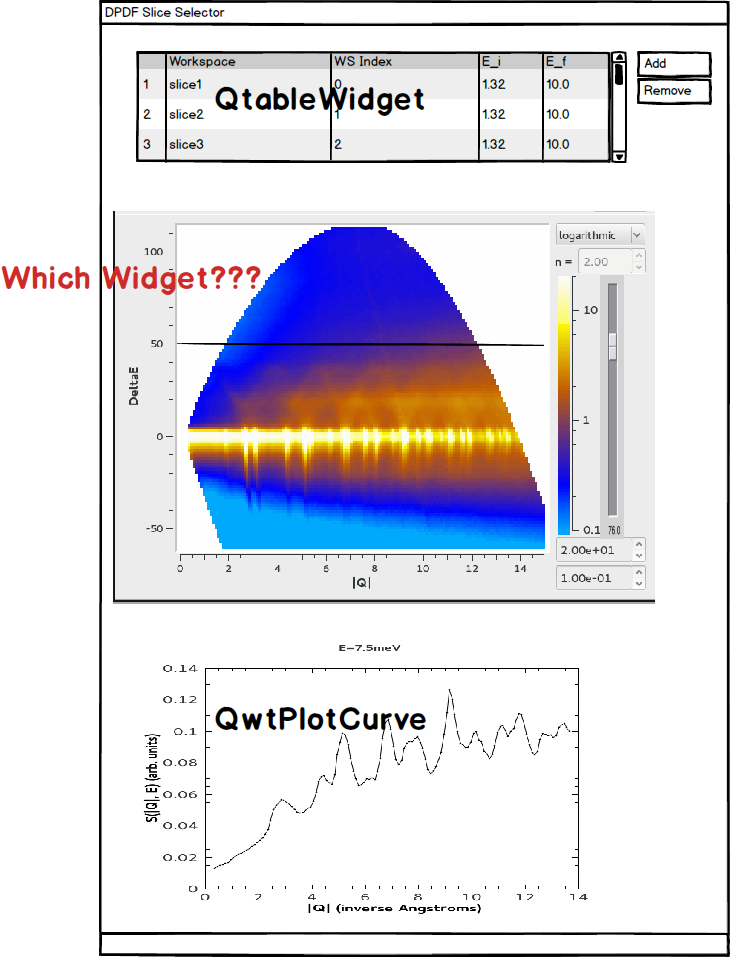 DPDF Slice Selector
Workspace WS Index E_i E_f
1 slice1 0 1.32 10.0
2 slice2 1 1.32 10.0
3 slice3 2 1.32 10.0
QtableWidget
Add
Remove
Which Widget???
logarithmic
n = 2.00
100
50
0
-50
DeltaE
0 2 4 6 8 10 12 14
|Q|
10
1
0.1
76.0
2.00e+01
1.00e-01
E=7.5meV
QwtPlotCurve
0.14
0.12
0.1
0.08
0.06
0.04
0.02
0
S(|Q|, E) (arb. units)
0 2 4 6 8 10 12 14
|Q| (inverse Angstroms)